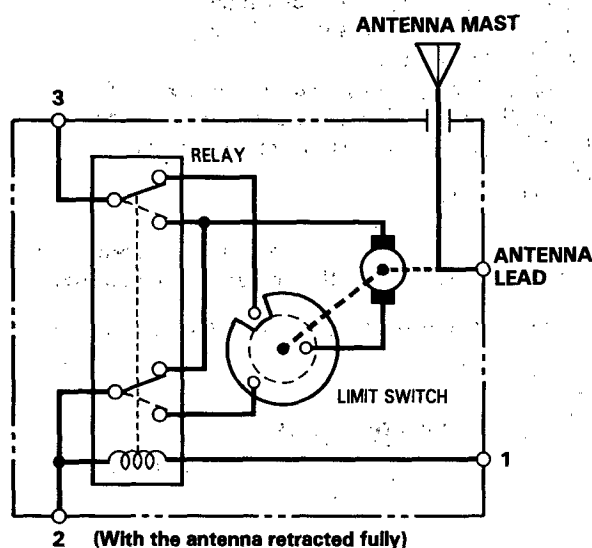 ANTENNA MAST
3
RELAY
ANTENNA
LEAD
LIMIT SWITCH
1
2 (With the antenna retracted fully)